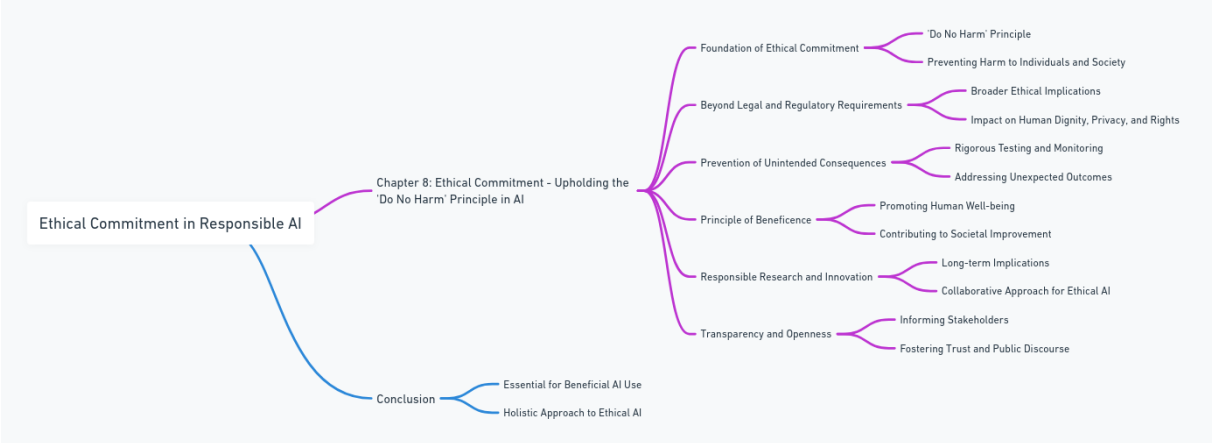 Ethical Commitment in Responsible AI
Chapter 8: Ethical Commitment - Upholding the
'Do No Harm' Principle in AI
Foundation of Ethical Commitment
'Do No Harm' Principle
Preventing Harm to Individuals and Society
Beyond Legal and Regulatory Requirements
Broader Ethical Implications
Impact on Human Dignity, Privacy, and Rights
Prevention of Unintended Consequences
Rigorous Testing and Monitoring
Addressing Unexpected Outcomes
Principle of Beneficence
Promoting Human Well-being
Contributing to Societal Improvement
Responsible Research and Innovation
Long-term Implications
Collaborative Approach for Ethical AI
Transparency and Openness
Informing Stakeholders
Fostering Trust and Public Discourse
Conclusion
Essential for Beneficial AI Use
Holistic Approach to Ethical AI